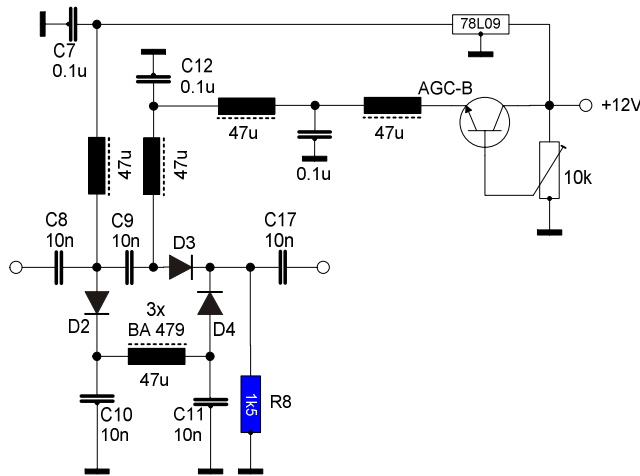 78L09
C7
0.1u
C12
0.1u
AGC-B
+12V
47u
47u
0.1u
47u
47u
10k
C8
10n
C9
10n
D3
C17
10n
D2
3x
BA 479
D4
47u
C10
10n
C11
10n
1k5
R8